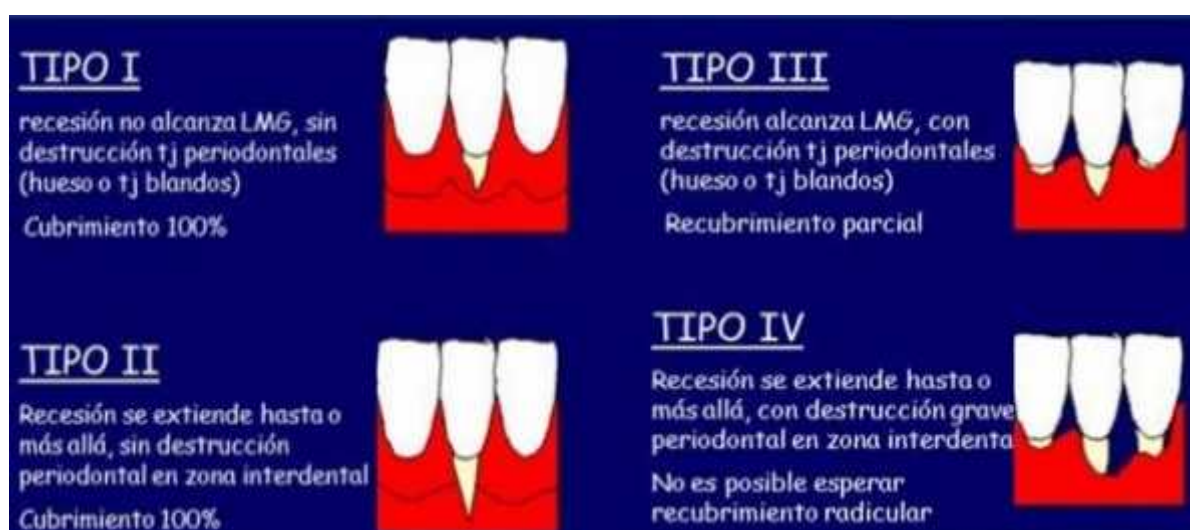 TIPO I
recesión no alcanza LMG, sin
destrucción tj periodontales
(hueso o tj blandos)
Cubrimiento 100%
TIPO II
Recesión se extiende hasta o
más allá, sin destrucción
periodontal en zona interdental
Cubrimiento 100%
TIPO III
recesión alcanza LMG, con
destrucción tj periodontales
(hueso o tj blandos)
Recubrimiento parcial
TIPO IV
Recesión se extiende hasta o
más allá, con destrucción grave
periodontal en zona interdenta
No es posible esperar
recubrimiento radicular